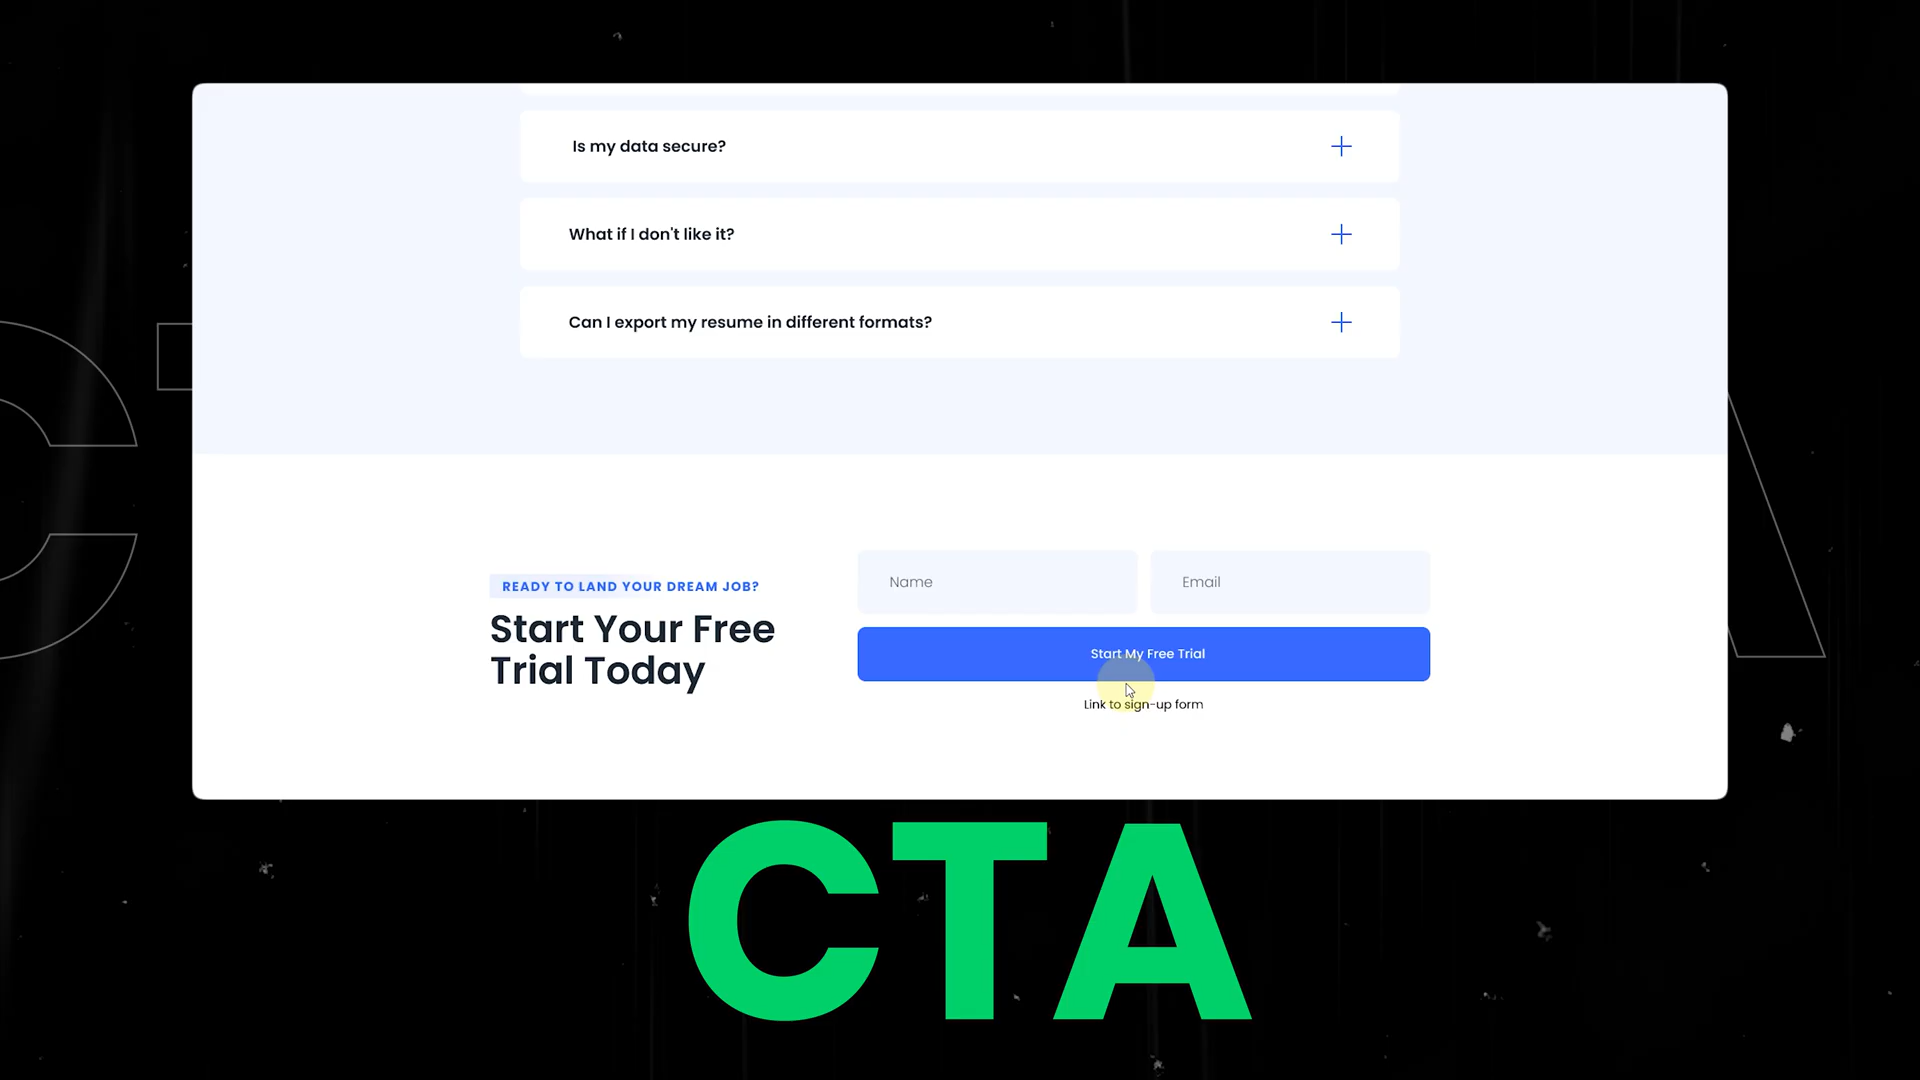 Is my data secure?
What if I don't like it?
Can I export my resume in different formats?
READY TO LAND YOUR DREAM JOB?
Start Your Free
Trial Today
Name
Email
Start My Free Trial
Link to sign-up form
CTA
CTA